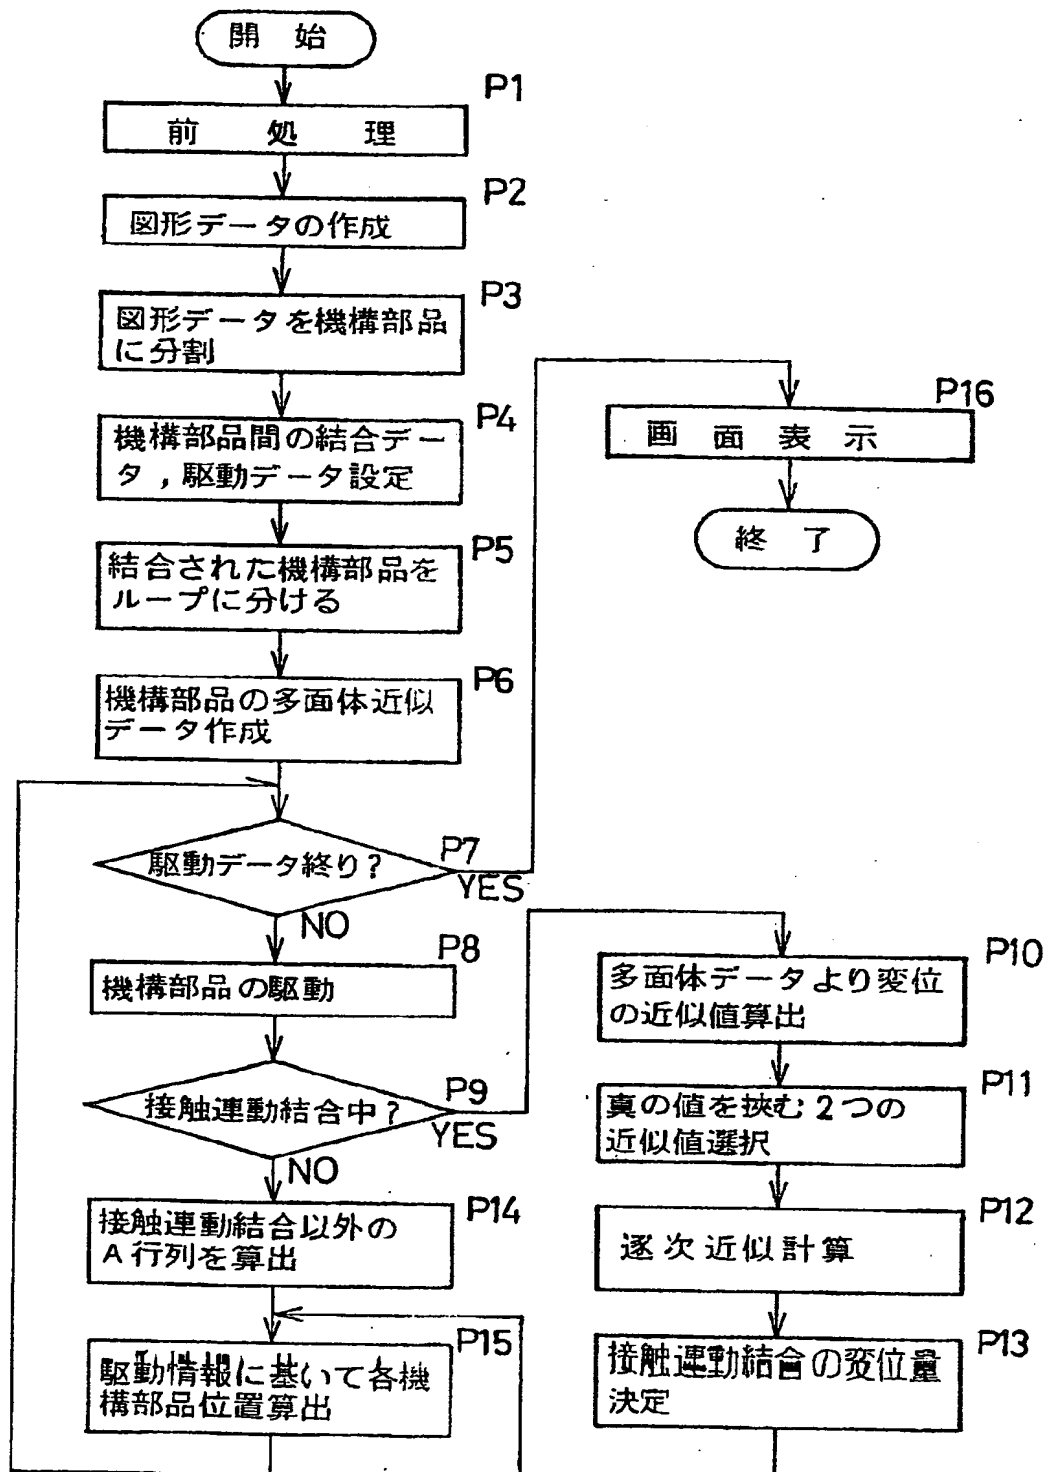 開始
P1
前処理
P2
図形データの作成
P3
図形データを機構部品
に分割
P4
機構部品間の結合デー
タ,駆動データ設定
P5
結合された機構部品を
ループに分ける
P6
機構部品の多面体近似
データ作成
P7
駆動データ終り?
YES
NO
P8
機構部品の駆動
P9
接触連動結合中?
YES
NO
P14
接触連動結合以外の
A行列を算出
P15
駆動情報に基いて各機
構部品位置算出
P16
画面表示
終了
P10
多面体データより変位
の近似値算出
P11
真の値を挟む2つの
近似値選択
P12
逐次近似計算
P13
接触連動結合の変位量
決定